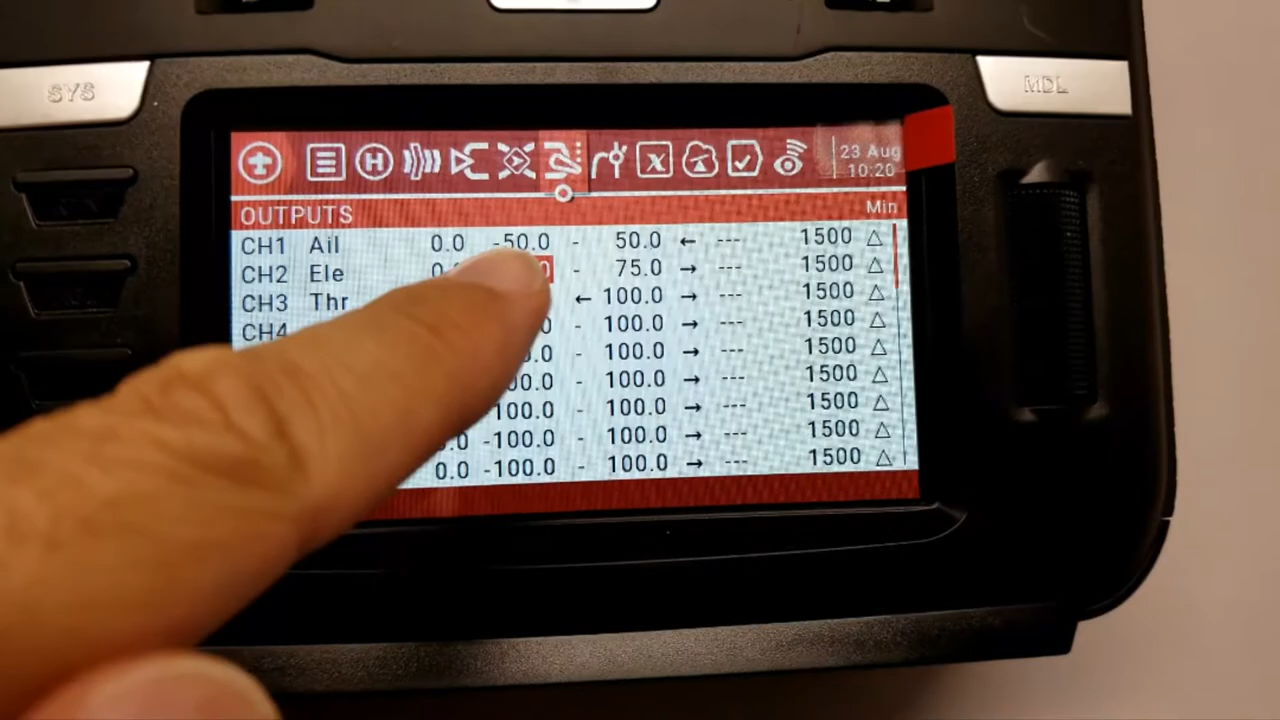 SYS
MDL
23 Aug
10:20
OUTPUTS Min
CH1 Ail 0.0 -50.0 - 50.0 ← --- 1500 △
CH2 Ele - 75.0 → --- 1500 △
CH3 Thr ← 100.0 → --- 1500 △
CH4 - 100.0 → --- 1500 △
- 100.0 → --- 1500 △
- 100.0 → --- 1500 △
-100.0 - 100.0 → --- 1500 △
-100.0 - 100.0 → --- 1500 △
0.0 -100.0 - 100.0 → --- 1500 △